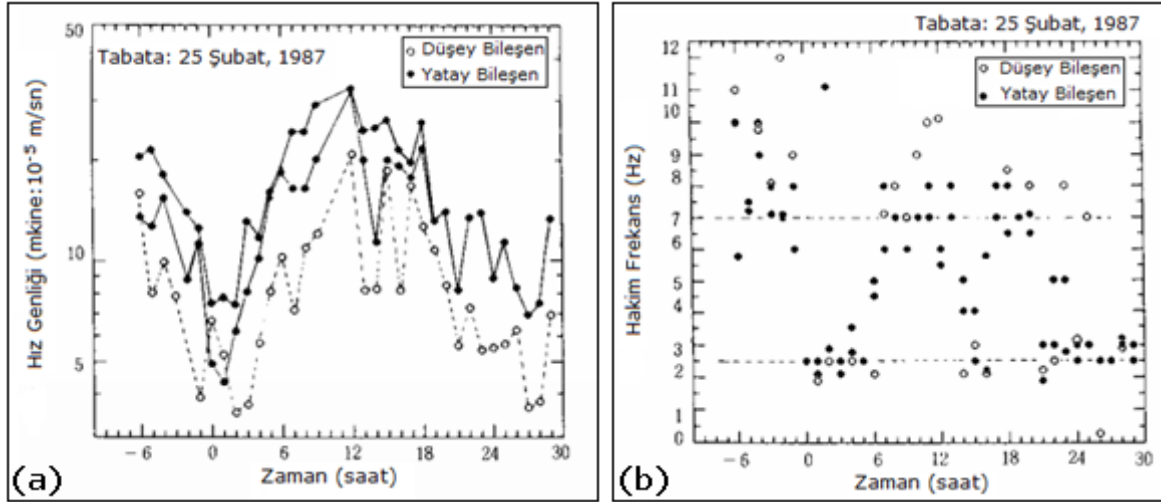 50
Tabata: 25 Şubat, 1987
Düşey Bileşen
Yatay Bileşen
20
10
5
Hız Genliği (mkine:10⁻⁵ m/sn)
−6 0 6 12 18 24 30
Zaman (saat)
(a)
Tabata: 25 Şubat, 1987
Düşey Bileşen
Yatay Bileşen
12
11
10
9
8
7
6
5
4
3
2
1
0
Hakim Frekans (Hz)
−6 0 6 12 18 24 30
Zaman (saat)
(b)